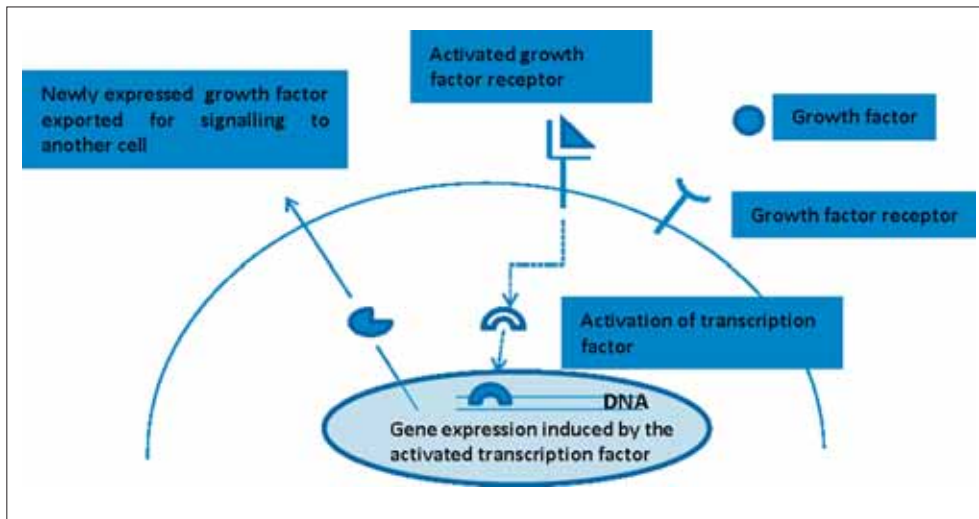 Activated growth
factor receptor
Newly expressed growth factor
exported for signalling to
another cell
Growth factor
Growth factor receptor
Activation of transcription
factor
DNA
Gene expression induced by the
activated transcription factor